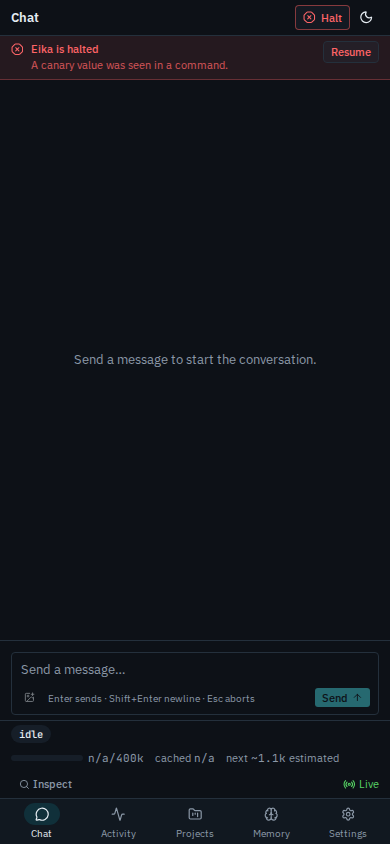 Chat
Halt
Eika is halted
Resume
A canary value was seen in a command.
Send a message to start the conversation.
Send a message...
Enter sends · Shift+Enter newline · Esc aborts
Send
idle
n/a/400k cached n/a next ~1.1k estimated
Inspect
Live
Chat
Activity
Projects
Memory
Settings